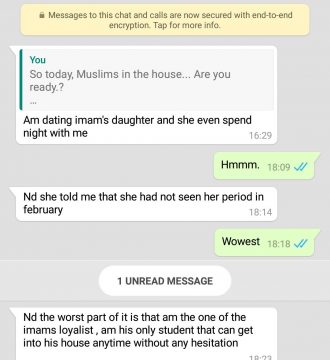 Messages to this chat and calls are now secured with end-to-end
encryption. Tap for more info.
You
So today, Muslims in the house... Are you
ready.?
...
Am dating imam's daughter and she even spend
night with me
16:29
Hmmm. 18:09
Nd she told me that she had not seen her period in
february
18:14
Wowest 18:18
1 UNREAD MESSAGE
Nd the worst part of it is that am the one of the
imams loyalist , am his only student that can get
into his house anytime without any hesitation
18:23